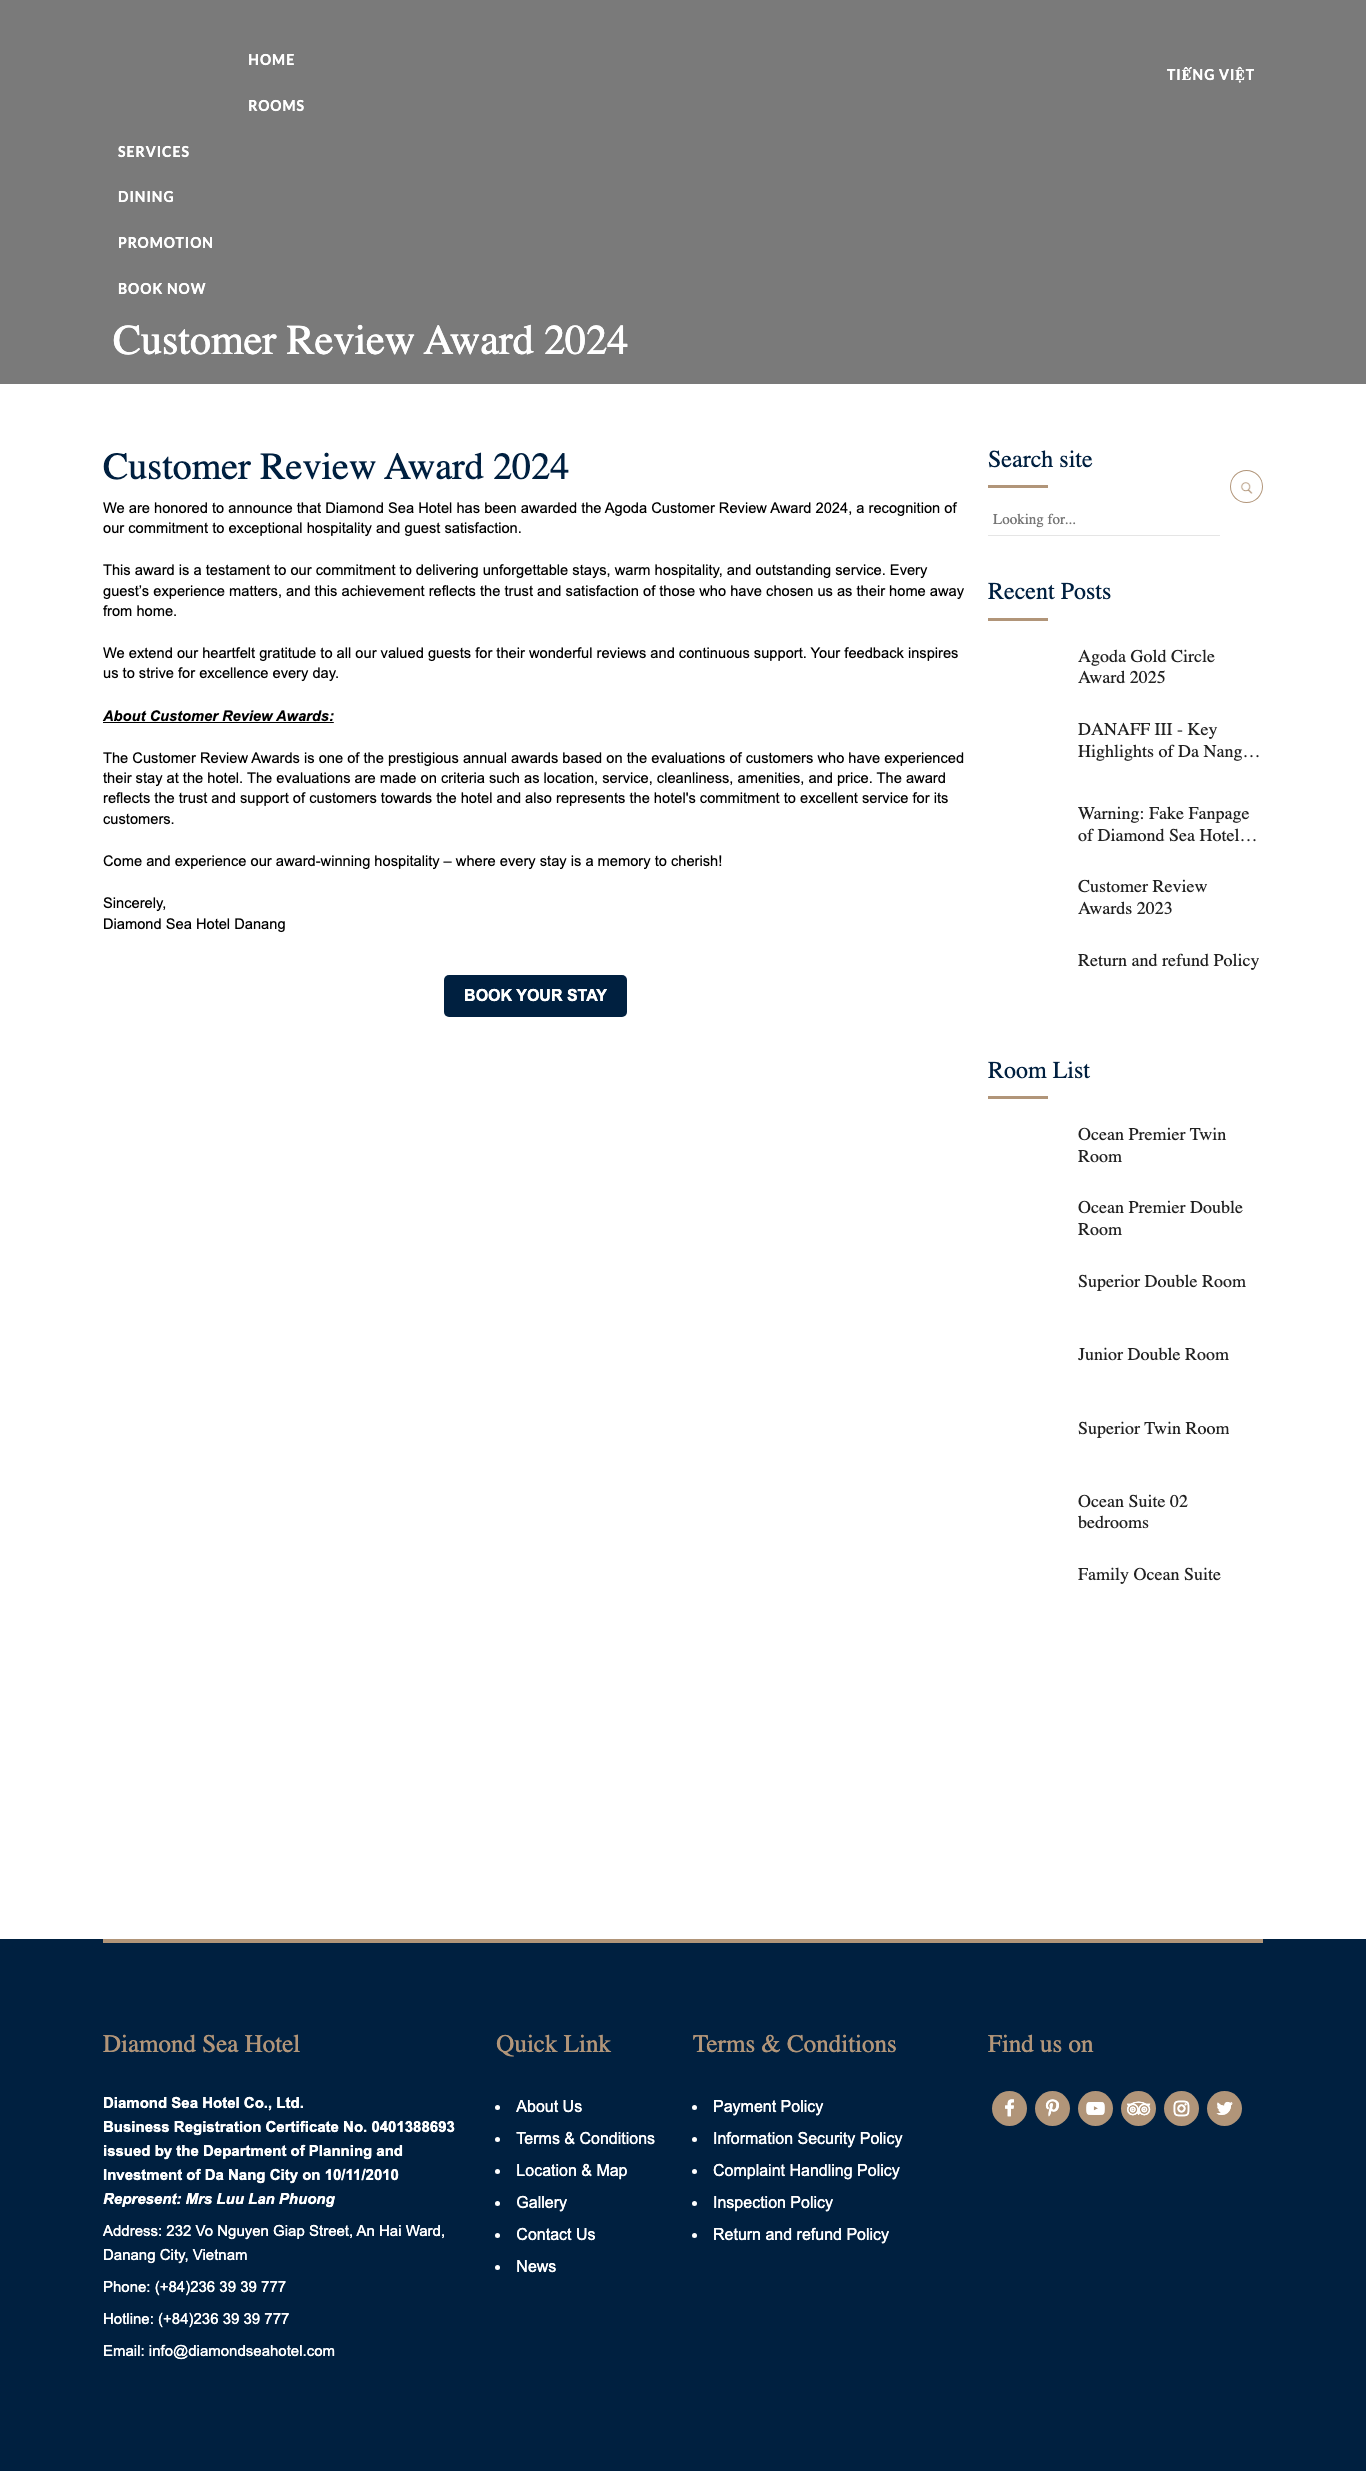 HOME
ROOMS
SERVICES
DINING
PROMOTION
BOOK NOW
TIẾNG VIỆT
Customer Review Award 2024
Customer Review Award 2024
We are honored to announce that Diamond Sea Hotel has been awarded the Agoda Customer Review Award 2024, a recognition of
our commitment to exceptional hospitality and guest satisfaction.
This award is a testament to our commitment to delivering unforgettable stays, warm hospitality, and outstanding service. Every
guest’s experience matters, and this achievement reflects the trust and satisfaction of those who have chosen us as their home away
from home.
We extend our heartfelt gratitude to all our valued guests for their wonderful reviews and continuous support. Your feedback inspires
us to strive for excellence every day.
About Customer Review Awards:
The Customer Review Awards is one of the prestigious annual awards based on the evaluations of customers who have experienced
their stay at the hotel. The evaluations are made on criteria such as location, service, cleanliness, amenities, and price. The award
reflects the trust and support of customers towards the hotel and also represents the hotel's commitment to excellent service for its
customers.
Come and experience our award-winning hospitality – where every stay is a memory to cherish!
Sincerely,
Diamond Sea Hotel Danang
BOOK YOUR STAY
Search site
Looking for...
Recent Posts
Agoda Gold Circle
Award 2025
DANAFF III - Key
Highlights of Da Nang…
Warning: Fake Fanpage
of Diamond Sea Hotel…
Customer Review
Awards 2023
Return and refund Policy
Room List
Ocean Premier Twin
Room
Ocean Premier Double
Room
Superior Double Room
Junior Double Room
Superior Twin Room
Ocean Suite 02
bedrooms
Family Ocean Suite
Diamond Sea Hotel
Diamond Sea Hotel Co., Ltd.
Business Registration Certificate No. 0401388693
issued by the Department of Planning and
Investment of Da Nang City on 10/11/2010
Represent: Mrs Luu Lan Phuong
Address: 232 Vo Nguyen Giap Street, An Hai Ward,
Danang City, Vietnam
Phone: (+84)236 39 39 777
Hotline: (+84)236 39 39 777
Email: info@diamondseahotel.com
Quick Link
About Us
Terms & Conditions
Location & Map
Gallery
Contact Us
News
Terms & Conditions
Payment Policy
Information Security Policy
Complaint Handling Policy
Inspection Policy
Return and refund Policy
Find us on